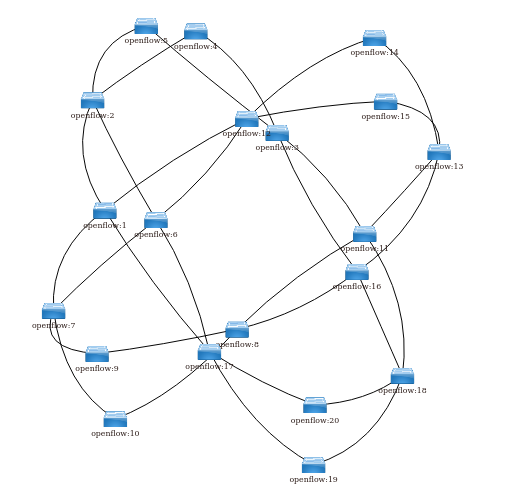 openflow:5
openflow:4
openflow:14
openflow:2
openflow:15
openflow:12
openflow:3
openflow:13
openflow:1
openflow:6
openflow:11
openflow:16
openflow:7
openflow:8
openflow:9
openflow:17
openflow:18
openflow:20
openflow:10
openflow:19